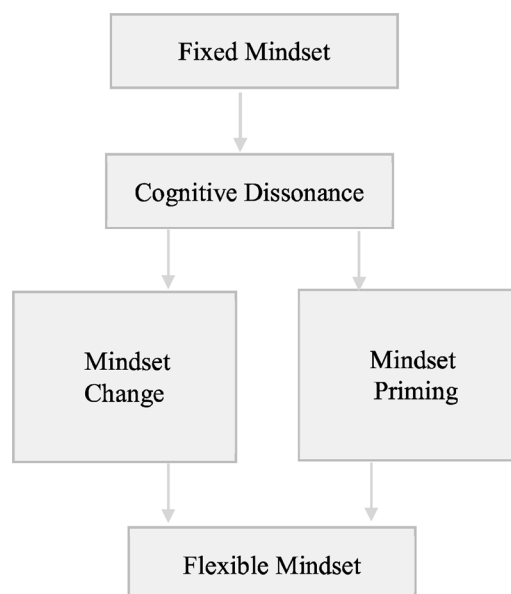 Fixed Mindset
Cognitive Dissonance
Mindset
Change
Mindset
Priming
Flexible Mindset